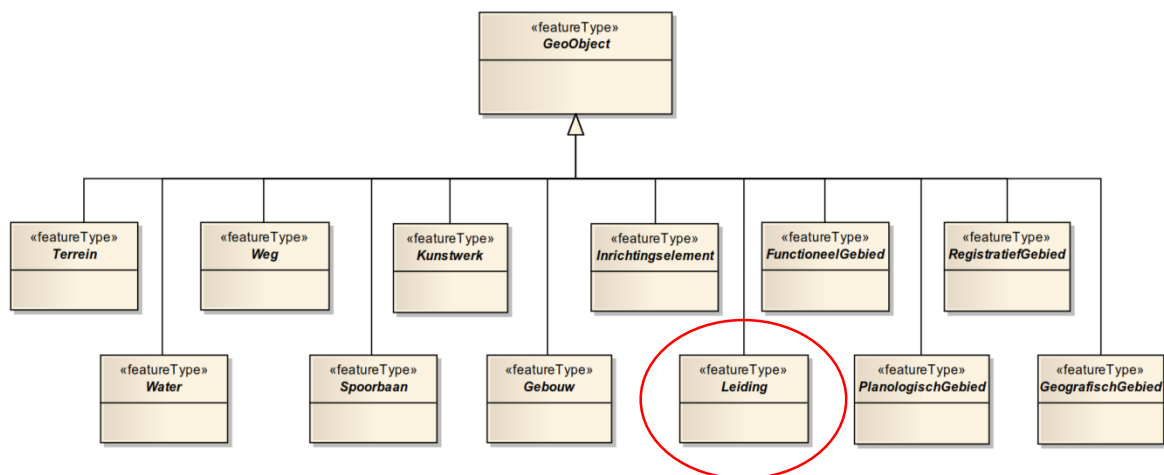 «featureType»
GeoObject
«featureType»
Terrein
«featureType»
Weg
«featureType»
Kunstwerk
«featureType»
Inrichtingselement
«featureType»
FunctioneelGebied
«featureType»
RegistratiefGebied
«featureType»
Water
«featureType»
Spoorbaan
«featureType»
Gebouw
«featureType»
Leiding
«featureType»
PlanologischGebied
«featureType»
GeografischGebied